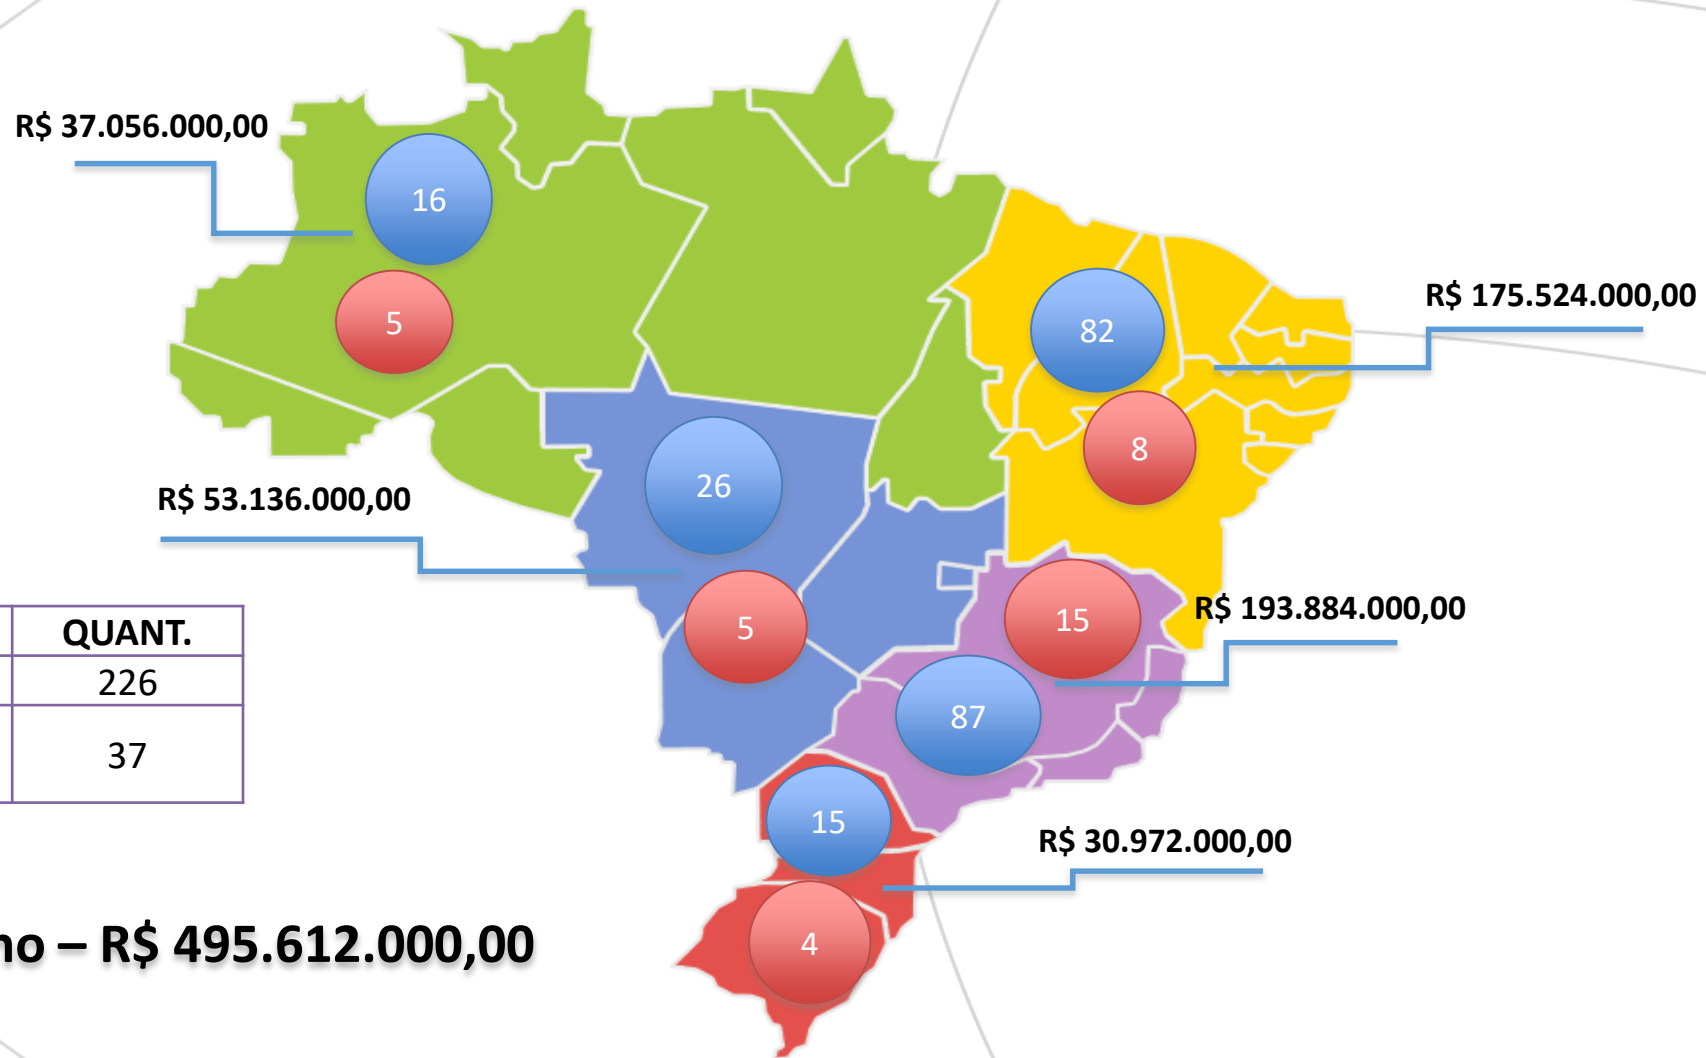 R$ 37.056.000,00
16
5
R$ 175.524.000,00
82
8
R$ 53.136.000,00
26
5
QUANT.
226
37
R$ 193.884.000,00
15
87
R$ 30.972.000,00
15
4
– R$ 495.612.000,00